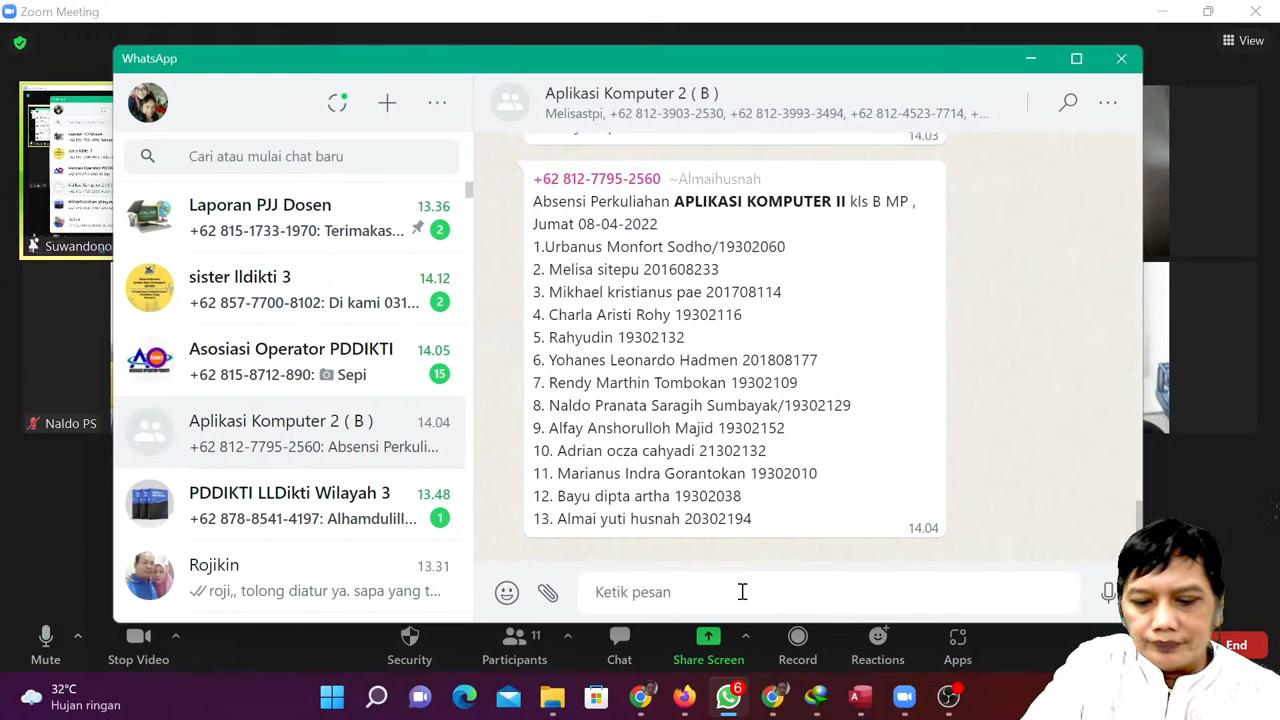 Zoom Meeting
View
WhatsApp
Aplikasi Komputer 2 ( B )
Melisastpi, +62 812-3903-2530, +62 812-3993-3494, +62 812-4523-7714, +...
Cari atau mulai chat baru
14.03
Laporan PJJ Dosen 13.36
+62 815-1733-1970: Terimakas... 2
sister lldikti 3 14.12
+62 857-7700-8102: Di kami 031... 2
Asosiasi Operator PDDIKTI 14.05
+62 815-8712-890: Sepi 15
Aplikasi Komputer 2 ( B ) 14.04
+62 812-7795-2560: Absensi Perkuli...
PDDIKTI LLDikti Wilayah 3 13.48
+62 878-8541-4197: Alhamdulill... 1
Rojikin 13.31
roji,, tolong diatur ya. sapa yang t...
+62 812-7795-2560 ~Almaihusnah
Absensi Perkuliahan APLIKASI KOMPUTER II kls B MP ,
Jumat 08-04-2022
1.Urbanus Monfort Sodho/19302060
2. Melisa sitepu 201608233
3. Mikhael kristianus pae 201708114
4. Charla Aristi Rohy 19302116
5. Rahyudin 19302132
6. Yohanes Leonardo Hadmen 201808177
7. Rendy Marthin Tombokan 19302109
8. Naldo Pranata Saragih Sumbayak/19302129
9. Alfay Anshorulloh Majid 19302152
10. Adrian ocza cahyadi 21302132
11. Marianus Indra Gorantokan 19302010
12. Bayu dipta artha 19302038
13. Almai yuti husnah 20302194
14.04
Ketik pesan
Suwandono
Naldo PS
Mute
Stop Video
Security
11
Participants
Chat
Share Screen
Record
Reactions
Apps
End
32°C
Hujan ringan
6